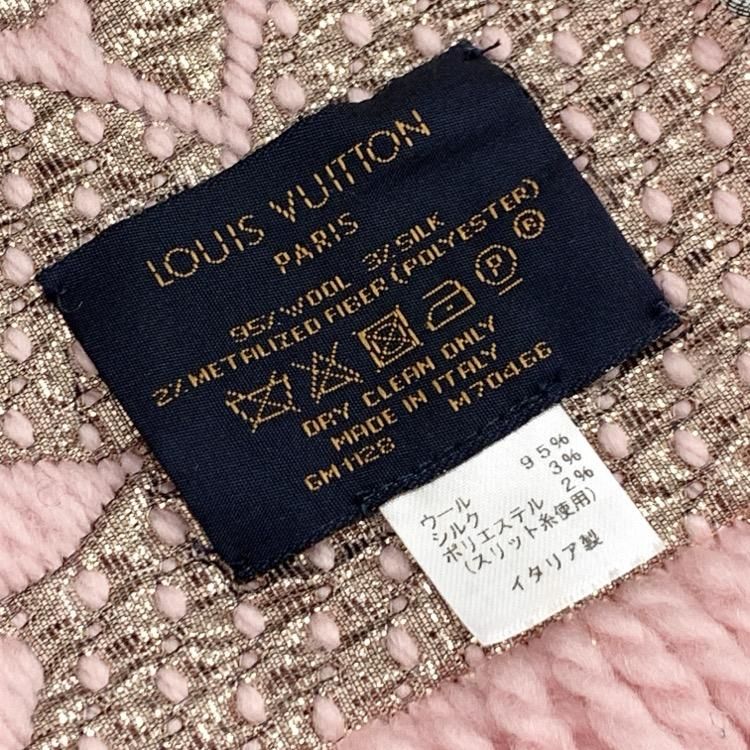 LOUIS VUITTON
PARIS
95% WOOL 3% SILK
2% METALIZED FIBER (POLYESTER)
P R
DRY CLEAN ONLY
MADE IN ITALY
GM1128 M70466
ウール 95%
シルク 3%
ポリエステル 2%
(スリット糸使用)
イタリア製